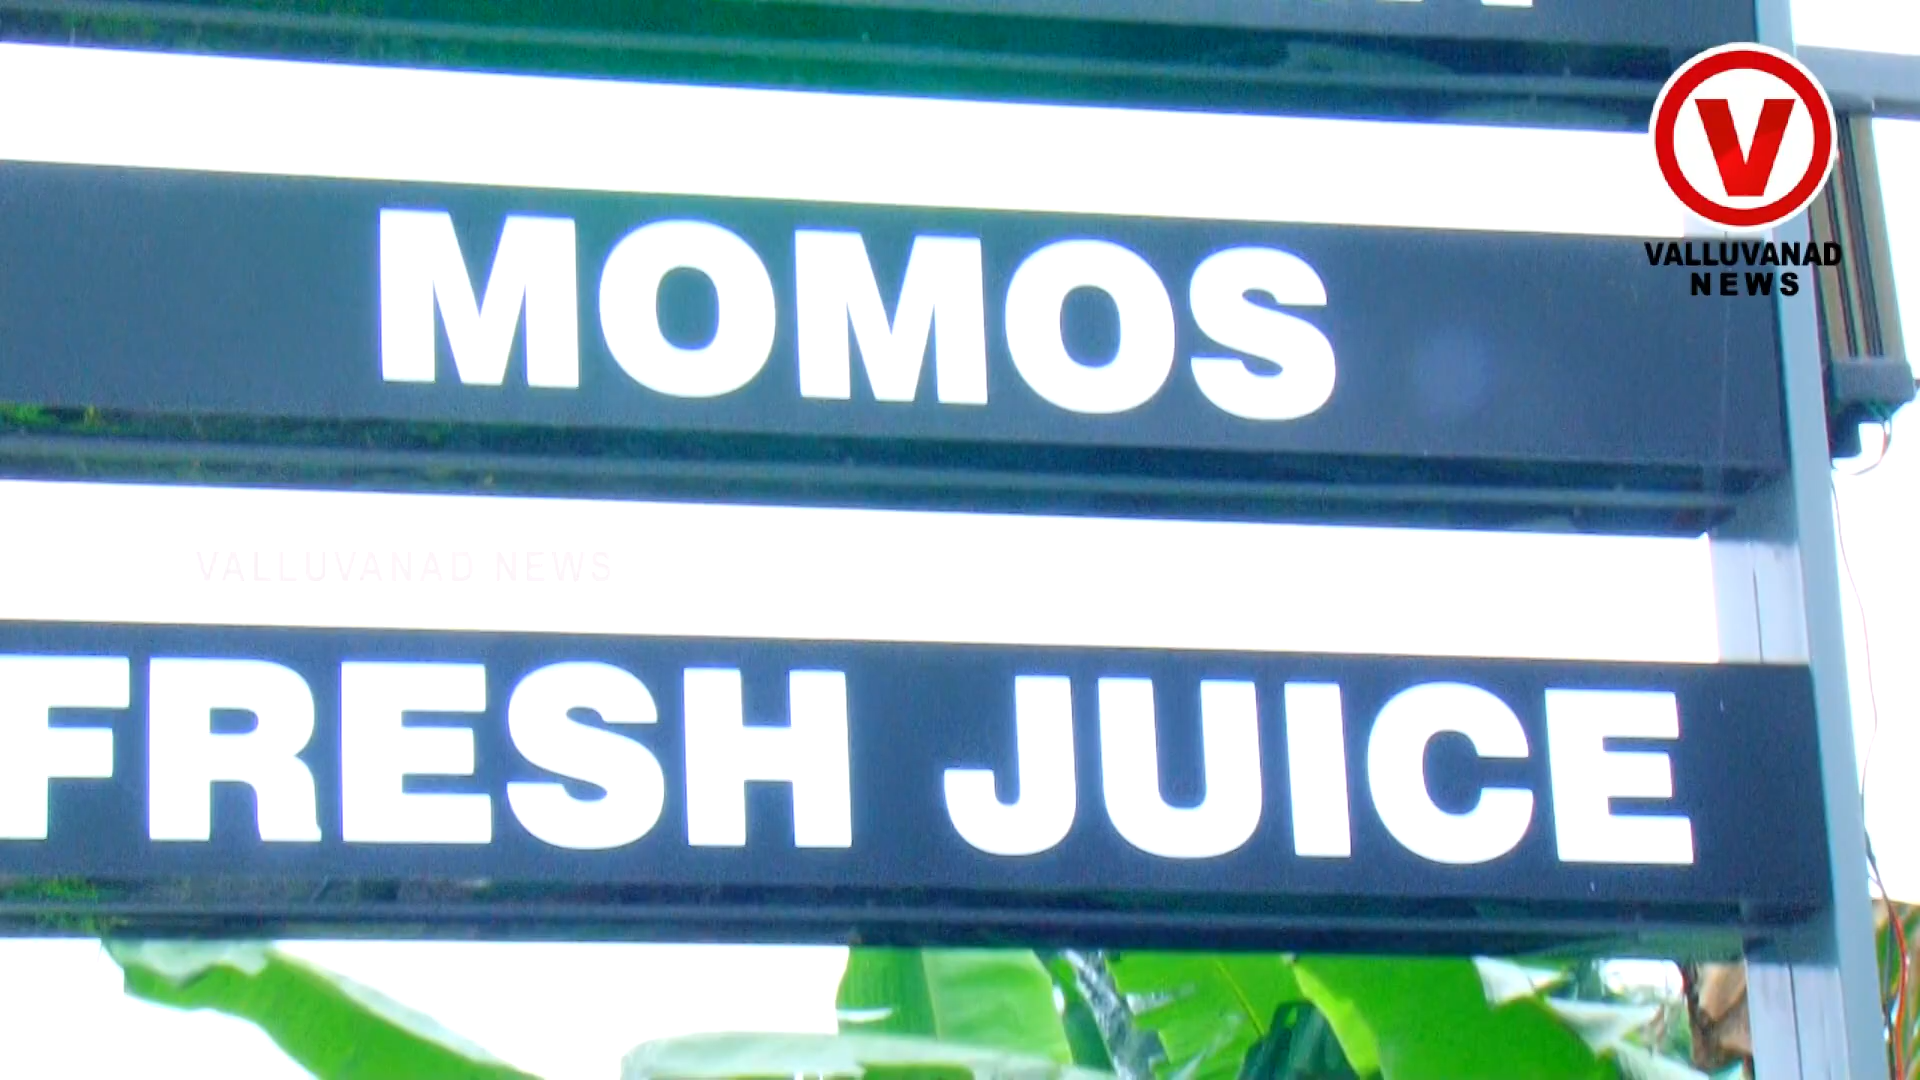 V
VALLUVANAD
NEWS
MOMOS
VALLUVANAD NEWS
FRESH JUICE